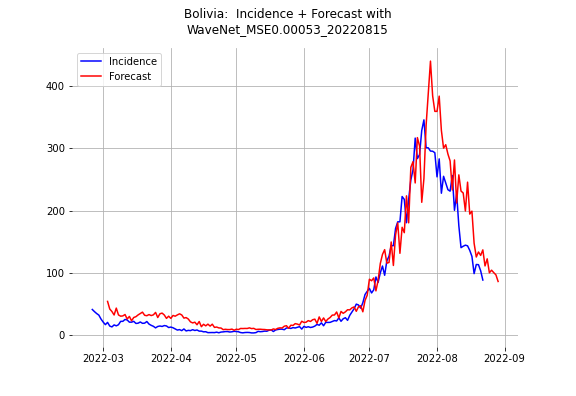 Bolivia:  Incidence + Forecast with
WaveNet_MSE0.00053_20220815
Incidence
Forecast
400
300
200
100
0
2022-03 2022-04 2022-05 2022-06 2022-07 2022-08 2022-09